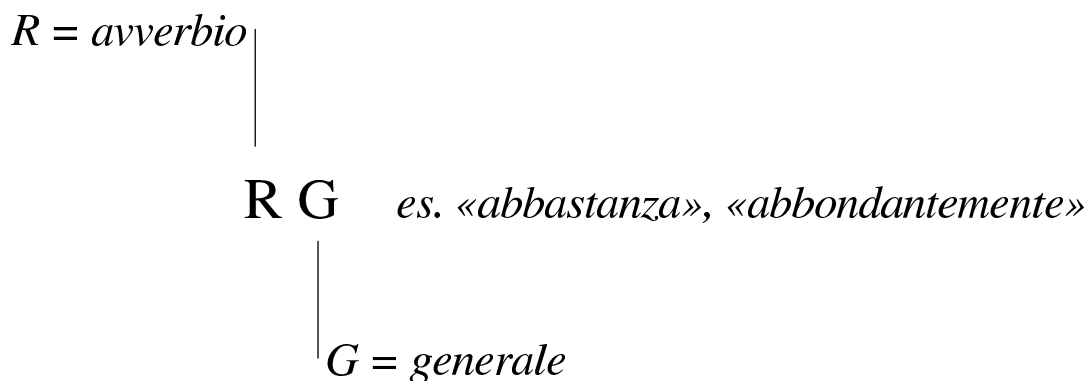 R = avverbio
R G es. «abbastanza», «abbondantemente»
G = generale